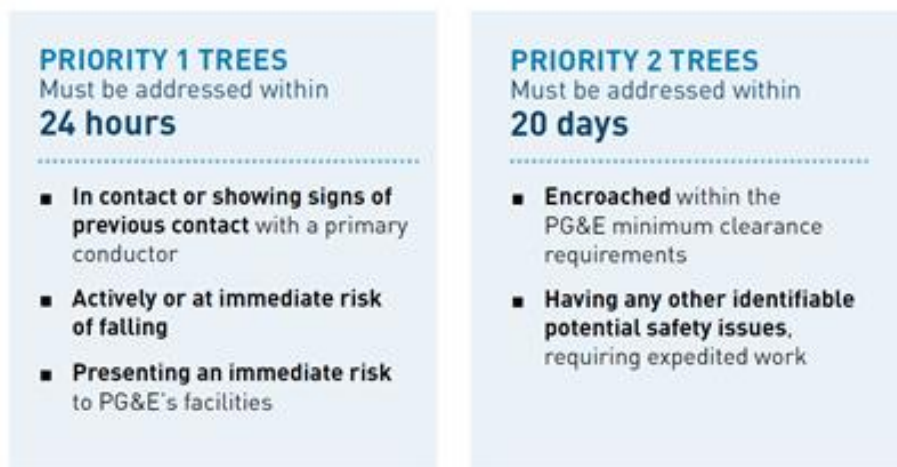 PRIORITY 1 TREES
Must be addressed within
24 hours
■ In contact or showing signs of
previous contact with a primary
conductor
■ Actively or at immediate risk
of falling
■ Presenting an immediate risk
to PG&E's facilities
PRIORITY 2 TREES
Must be addressed within
20 days
■ Encroached within the
PG&E minimum clearance
requirements
■ Having any other identifiable
potential safety issues,
requiring expedited work